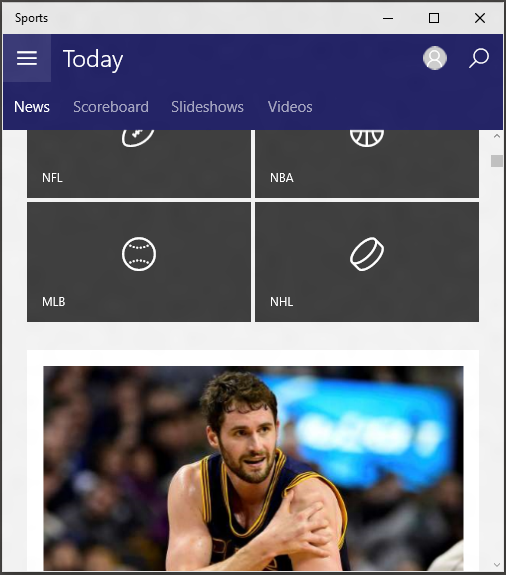 Sports
Today
News Scoreboard Slideshows Videos
NFL NBA
MLB NHL